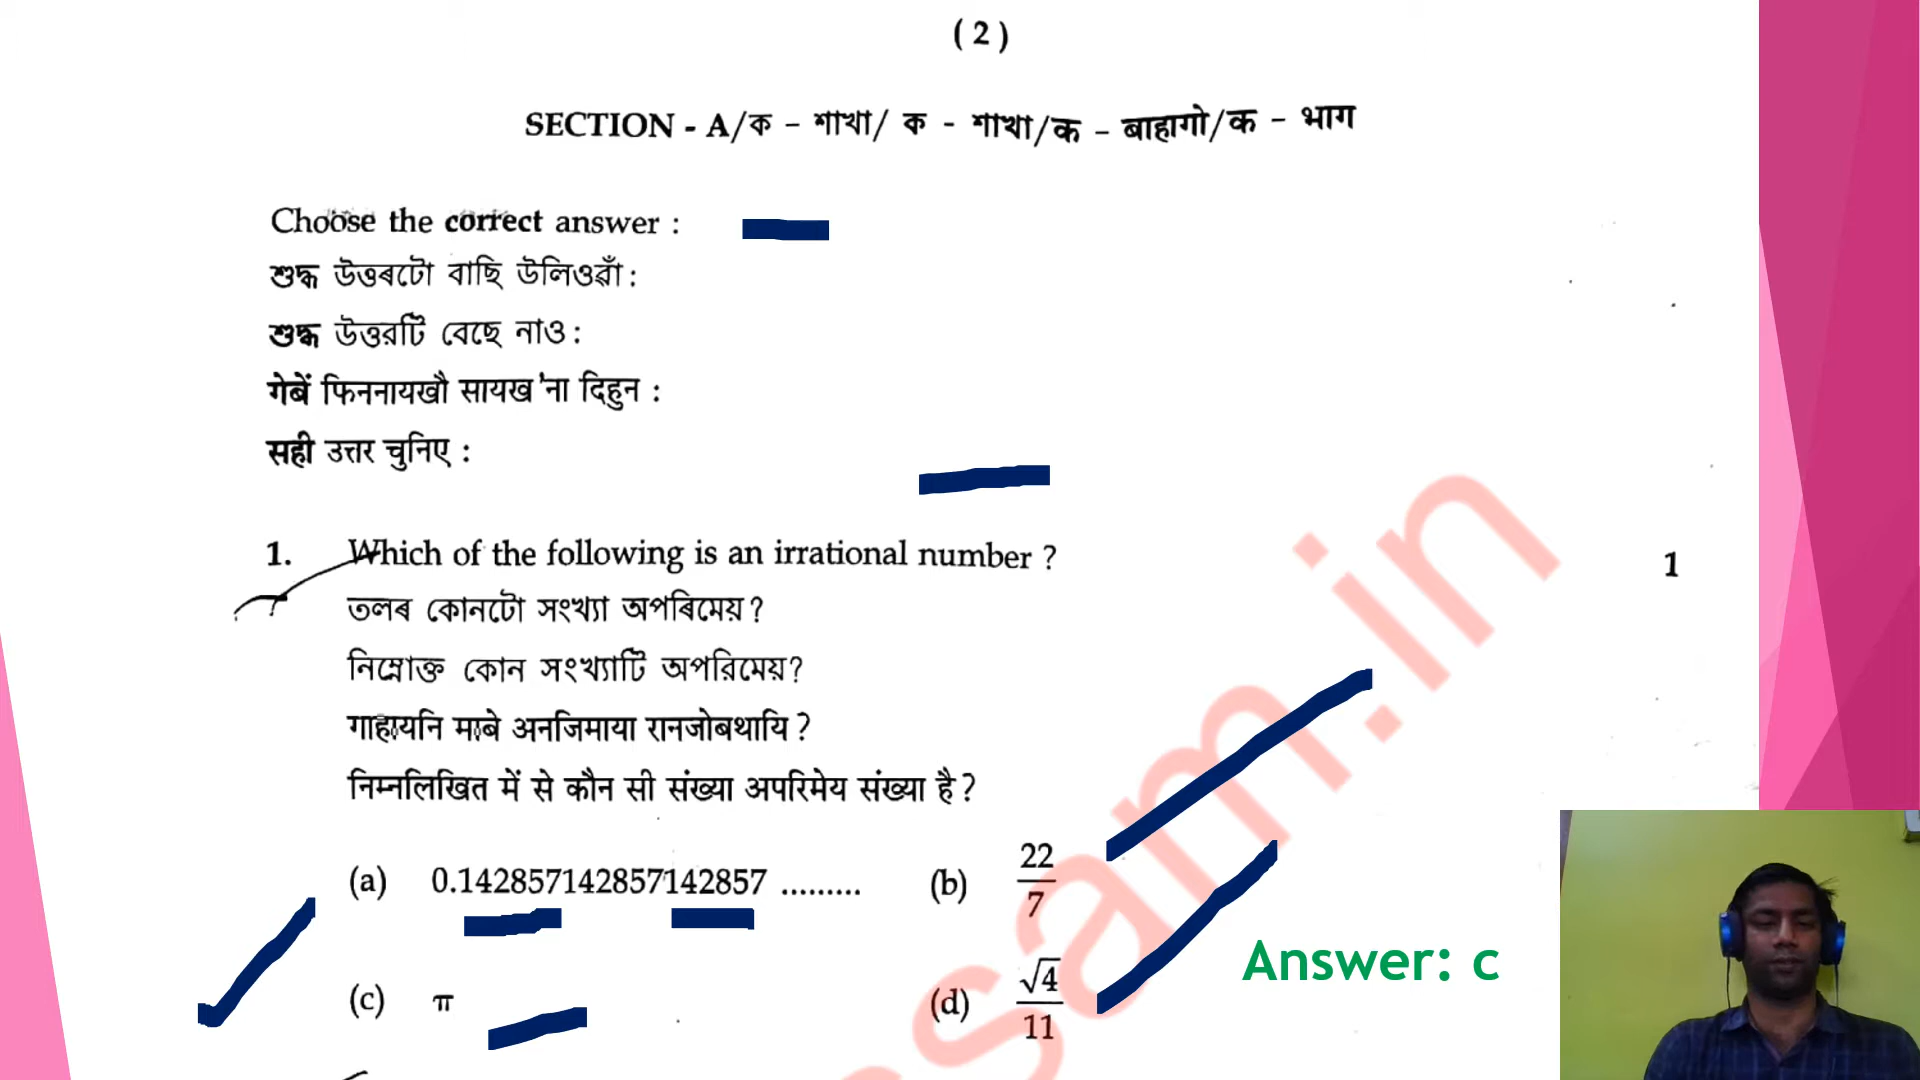 ( 2 )
SECTION - A/ক – শাখা/ ক - শাখা/क – बाहागो/क – भाग
Choose the correct answer :
শুদ্ধ উত্তৰটো বাছি উলিওৱাঁ :
শুদ্ধ উত্তরটি বেছে নাও :
गेबें फिननायखौ सायख'ना दिहुन :
सही उत्तर चुनिए :
1. Which of the following is an irrational number ? 1
তলৰ কোনটো সংখ্যা অপৰিমেয় ?
নিম্নোক্ত কোন সংখ্যাটি অপরিমেয়?
गाहायनि माबे अनजिमाया रानजोबथायि ?
निम्नलिखित में से कौन सी संख्या अपरिमेय संख्या है ?
(a) 0.142857142857142857 ......... (b) 22/7
(c) π (d) √4/11
Answer: c
sam.in